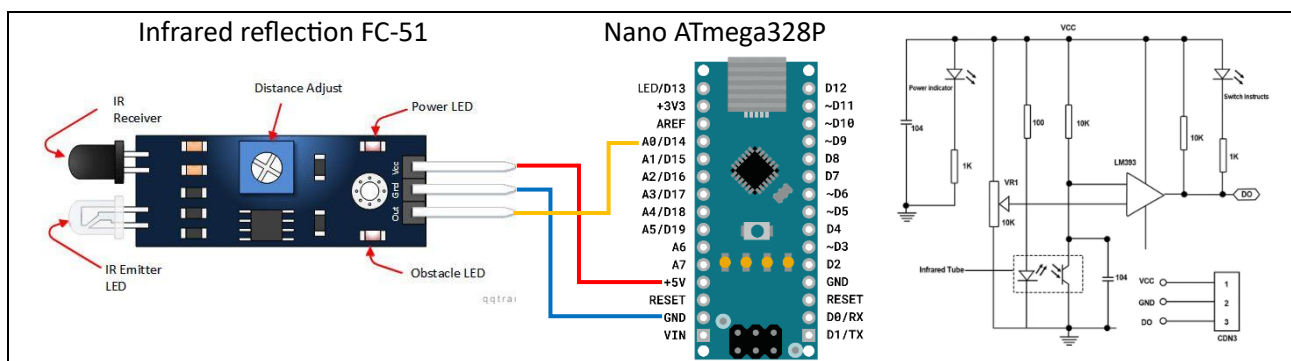 Infrared reflection FC-51
Nano ATmega328P
IR
Receiver
Distance Adjust
Power LED
Vcc
Grd
Out
IR Emitter
LED
Obstacle LED
LED/D13
+3V3
AREF
A0/D14
A1/D15
A2/D16
A3/D17
A4/D18
A5/D19
A6
A7
+5V
RESET
GND
VIN
D12
~D11
~D10
~D9
D8
D7
~D6
~D5
D4
~D3
D2
GND
RESET
D0/RX
D1/TX
VCC
Power indicator
Switch Instructs
104
1K
100
10K
10K
1K
LM393
VR1
10K
DO
Infrared Tube
104
VCC
GND
DO
1
2
3
CDN3